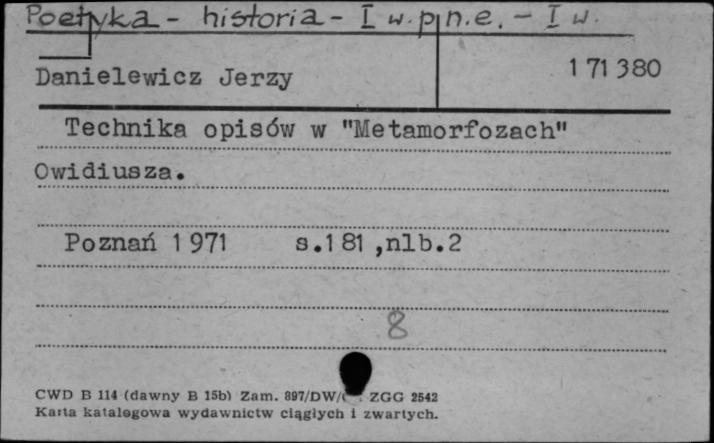 Poetyka - historia - I w. p. n. e. - I w.
Danielewicz Jerzy 171380
Technika opisów w "Metamorfozach"
Owidiusza.
Poznań 1971 s.181,nlb.2
8
CWD B 114 (dawny B 15b) Zam. 897/DW/ ZGG 2542
Karta katalogowa wydawnictw ciągłych i zwartych.